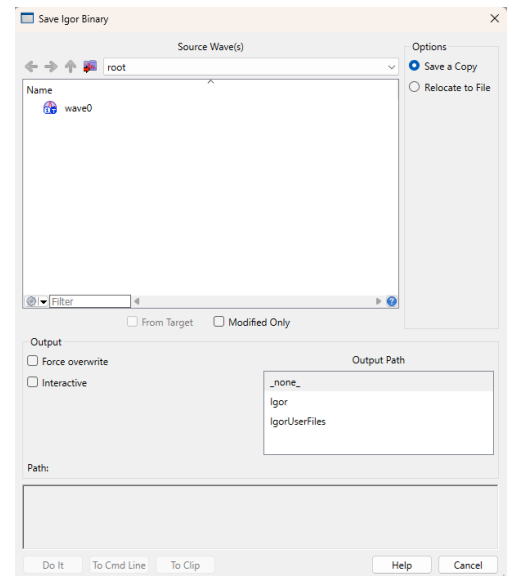 Save Igor Binary
Source Wave(s)
root
Name
wave0
Filter
From Target
Modified Only
Options
Save a Copy
Relocate to File
Output
Force overwrite
Interactive
Output Path
_none_
Igor
IgorUserFiles
Path:
Do It
To Cmd Line
To Clip
Help
Cancel